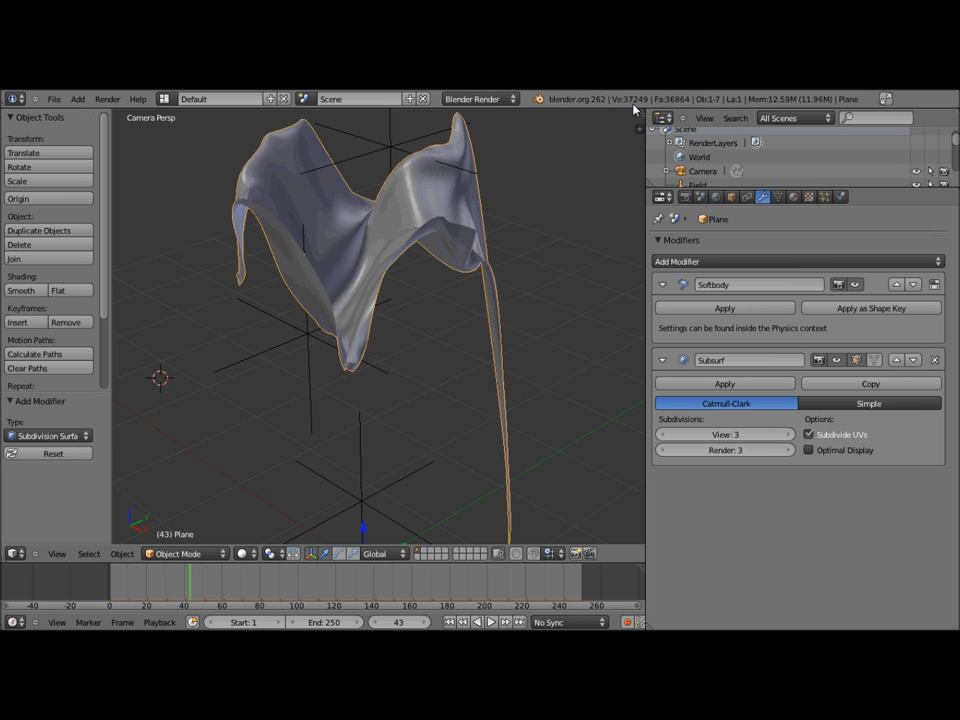 File Add Render Help Default Scene Blender Render blender.org 262 | Ve:37249 | Fa:36864 | Ob:1-7 | La:1 | Mem:12.59M (11.96M) | Plane
Object Tools
Transform:
Translate
Rotate
Scale
Origin
Object:
Duplicate Objects
Delete
Join
Shading:
Smooth Flat
Keyframes:
Insert Remove
Motion Paths:
Calculate Paths
Clear Paths
Repeat:
Add Modifier
Type
Subdivision Surfa
Reset
Camera Persp
(43) Plane
View Select Object Object Mode Global
-40 -20 0 20 40 60 80 100 120 140 160 180 200 220 240 260
View Marker Frame Playback Start: 1 End: 250 43 No Sync
View Search All Scenes
Scene
RenderLayers
World
Camera
Field
Plane
Modifiers
Add Modifier
Softbody
Apply Apply as Shape Key
Settings can be found inside the Physics context
Subsurf
Apply Copy
Catmull-Clark Simple
Subdivisions: Options:
View: 3 Subdivide UVs
Render: 3 Optimal Display